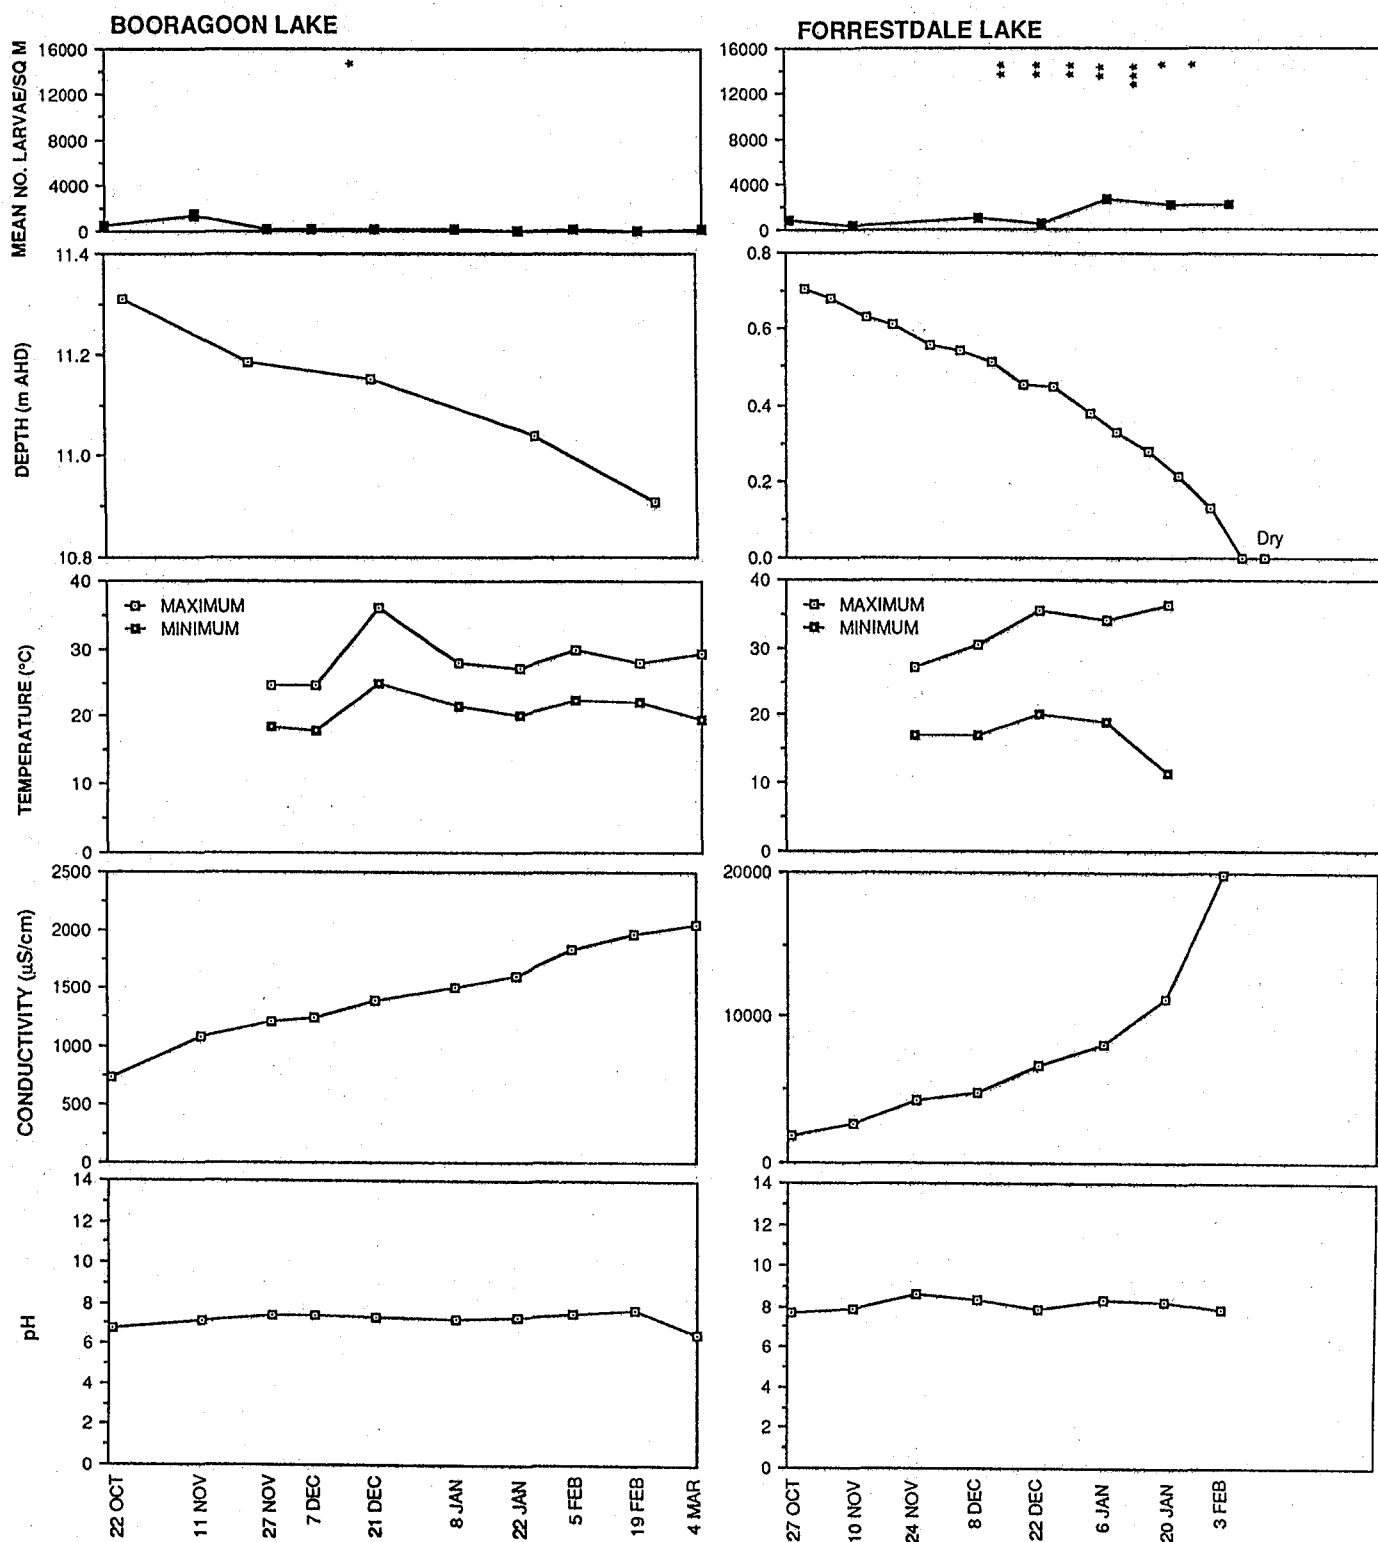 BOORAGOON LAKE
MEAN NO. LARVAE/SQ M
16000
12000
8000
4000
0
*
DEPTH (m AHD)
11.4
11.2
11.0
10.8
TEMPERATURE (°C)
40
30
20
10
0
MAXIMUM
MINIMUM
CONDUCTIVITY (µS/cm)
2500
2000
1500
1000
500
0
pH
14
12
10
8
6
4
2
0
22 OCT
11 NOV
27 NOV
7 DEC
21 DEC
8 JAN
22 JAN
5 FEB
19 FEB
4 MAR
FORRESTDALE LAKE
16000
12000
8000
4000
0
**
**
**
**
***
*
*
0.8
0.6
0.4
0.2
0.0
Dry
40
30
20
10
0
MAXIMUM
MINIMUM
20000
10000
0
14
12
10
8
6
4
2
0
27 OCT
10 NOV
24 NOV
8 DEC
22 DEC
6 JAN
20 JAN
3 FEB